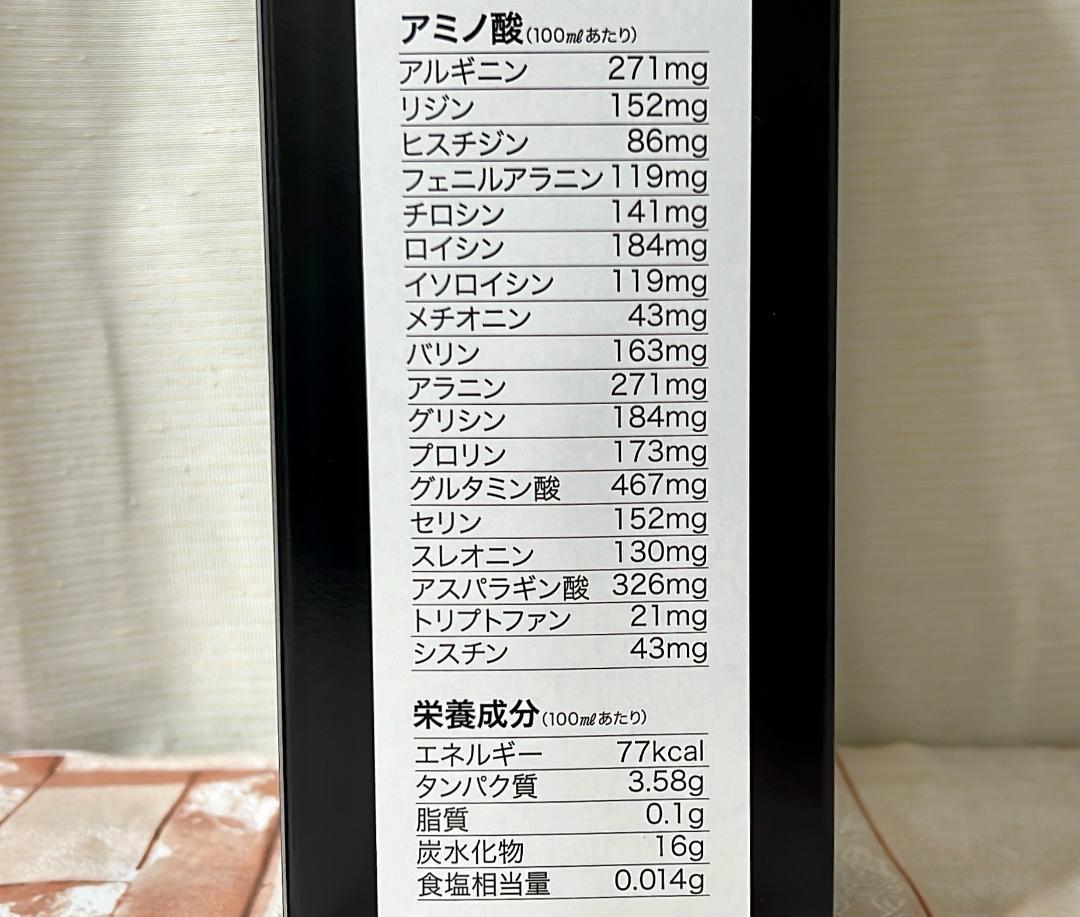 アミノ酸(100㎖あたり)
アルギニン 271mg
リジン 152mg
ヒスチジン 86mg
フェニルアラニン 119mg
チロシン 141mg
ロイシン 184mg
イソロイシン 119mg
メチオニン 43mg
バリン 163mg
アラニン 271mg
グリシン 184mg
プロリン 173mg
グルタミン酸 467mg
セリン 152mg
スレオニン 130mg
アスパラギン酸 326mg
トリプトファン 21mg
シスチン 43mg
栄養成分(100㎖あたり)
エネルギー 77kcal
タンパク質 3.58g
脂質 0.1g
炭水化物 16g
食塩相当量 0.014g